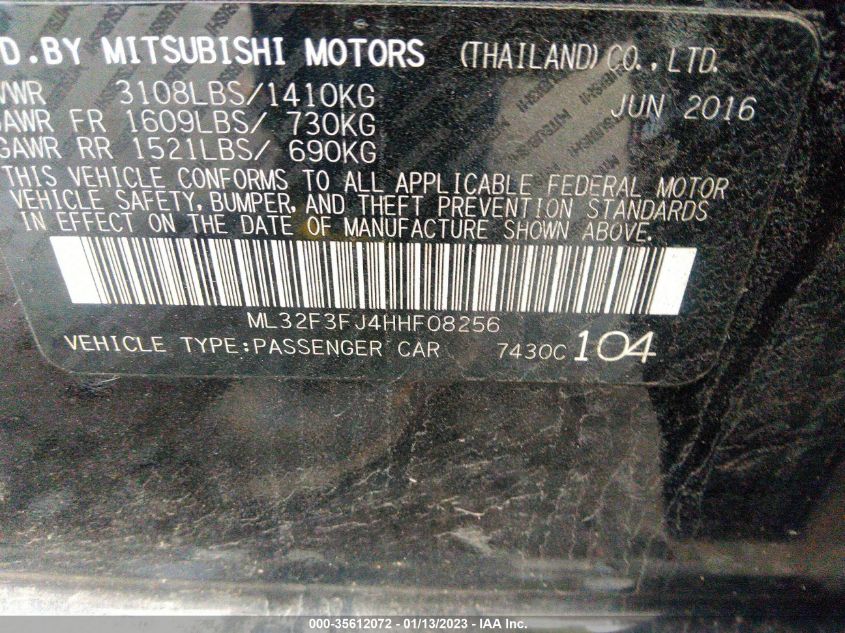 D.BY MITSUBISHI MOTORS (THAILAND) CO., LTD.
VWR 3108LBS/1410KG JUN 2016
GAWR FR 1609LBS/ 730KG
GAWR RR 1521LBS/ 690KG
THIS VEHICLE CONFORMS TO ALL APPLICABLE FEDERAL MOTOR
VEHICLE SAFETY, BUMPER, AND THEFT PREVENTION STANDARDS
IN EFFECT ON THE DATE OF MANUFACTURE SHOWN ABOVE.
ML32F3FJ4HHF08256
VEHICLE TYPE:PASSENGER CAR 7430C 104
000-35612072 - 01/13/2023 - IAA Inc.